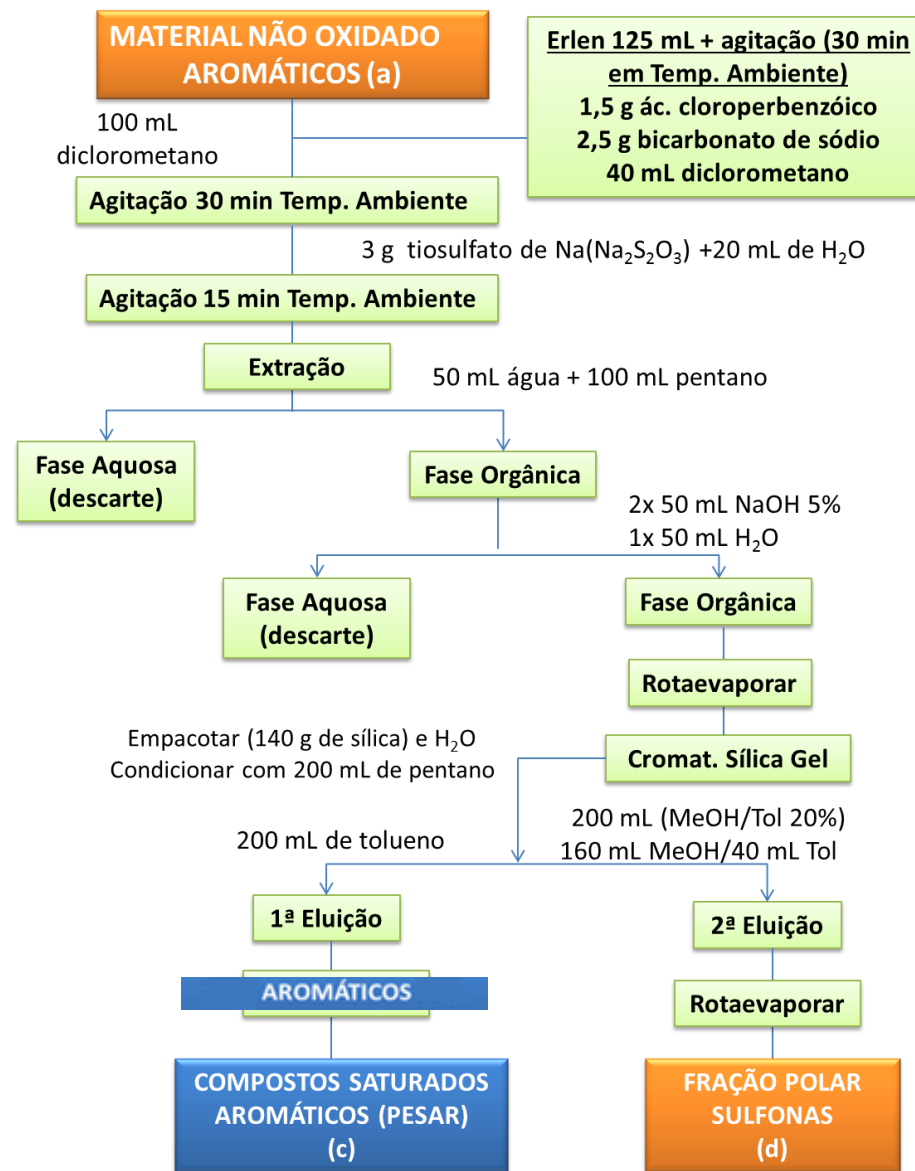 MATERIAL NÃO OXIDADO
AROMÁTICOS (a)
Erlen 125 mL + agitação (30 min
em Temp. Ambiente)
1,5 g ác. cloroperbenzóico
2,5 g bicarbonato de sódio
40 mL diclorometano
100 mL
diclorometano
Agitação 30 min Temp. Ambiente
3 g tiosulfato de Na(Na₂S₂O₃) +20 mL de H₂O
Agitação 15 min Temp. Ambiente
Extração
50 mL água + 100 mL pentano
Fase Aquosa
(descarte)
Fase Orgânica
2x 50 mL NaOH 5%
1x 50 mL H₂O
Fase Aquosa
(descarte)
Fase Orgânica
Rotaevaporar
Empacotar (140 g de sílica) e H₂O
Condicionar com 200 mL de pentano
Cromat. Sílica Gel
200 mL de tolueno
200 mL (MeOH/Tol 20%)
160 mL MeOH/40 mL Tol
1ª Eluição
2ª Eluição
AROMÁTICOS
Rotaevaporar
COMPOSTOS SATURADOS
AROMÁTICOS (PESAR)
(c)
FRAÇÃO POLAR
SULFONAS
(d)